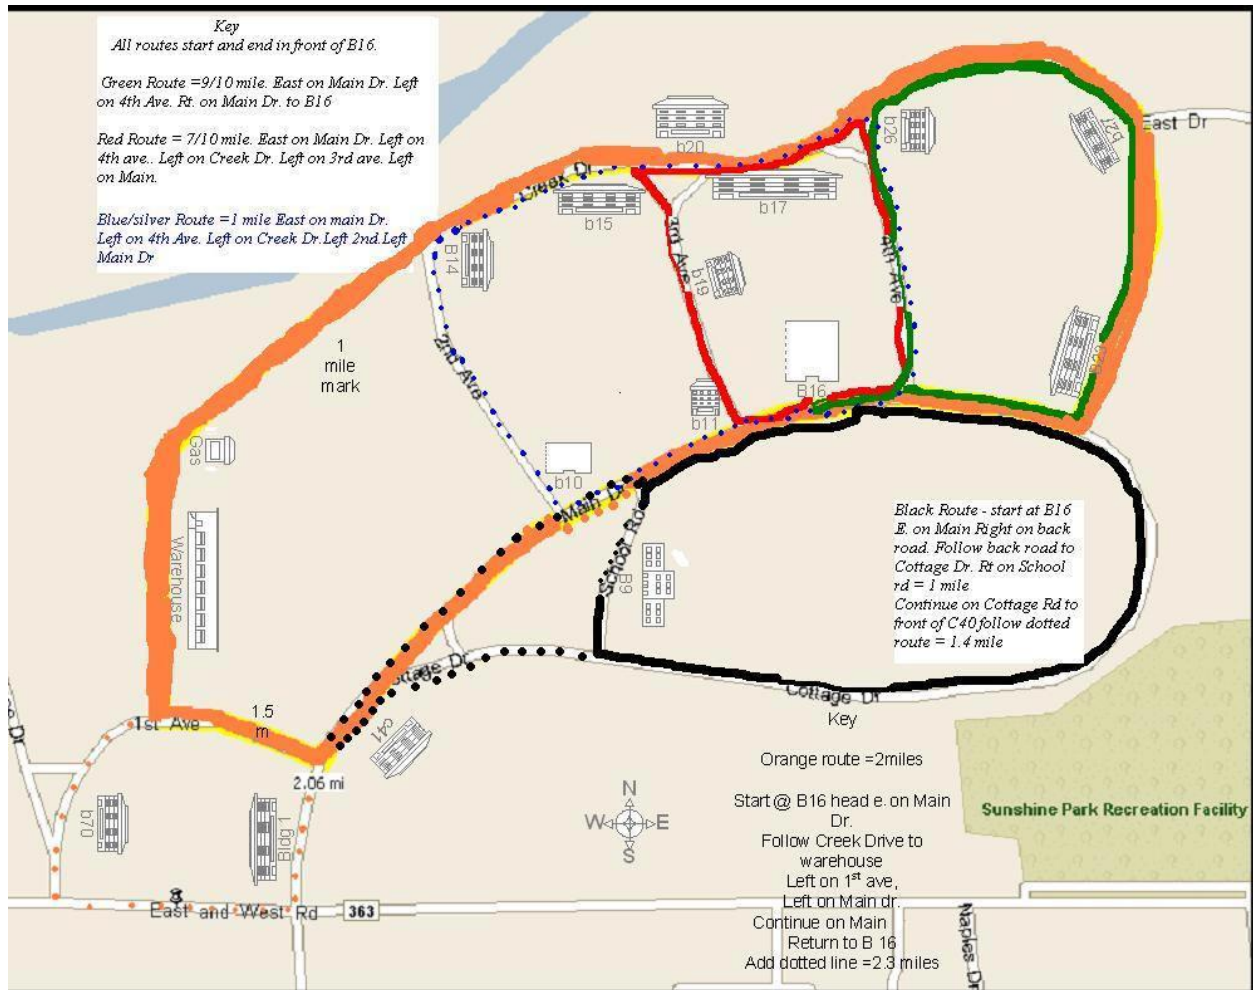 Key
All routes start and end in front of B16.
Green Route =9/10 mile. East on Main Dr. Left
on 4th Ave. Rt. on Main Dr. to B16
Red Route = 7/10 mile. East on Main Dr. Left on
4th ave.. Left on Creek Dr. Left on 3rd ave. Left
on Main.
Blue/silver Route =1 mile East on main Dr.
Left on 4th Ave. Left on Creek Dr.Left 2nd.Left
Main Dr
b20
b26
b27
East Dr
Creek Dr
b15
b17
B14
3rd Ave
b19
4th Ave
1
mile
mark
2nd Ave
B16
b11
B23
Gas
b10
Main Dr
School Rd
B9
Warehouse
Black Route - start at B16
E. on Main Right on back
road. Follow back road to
Cottage Dr. Rt on School
rd = 1 mile
Continue on Cottage Rd to
front of C40 follow dotted
route = 1.4 mile
Cottage Dr
Cottage Dr
1st Ave
1.5
m
c41
2.06 mi
Key
Orange route =2miles
Start @ B16 head e. on Main
Dr.
Follow Creek Drive to
warehouse
Left on 1st ave,
Left on Main dr.
Continue on Main
Return to B 16
Add dotted line =2.3 miles
N
W E
S
Sunshine Park Recreation Facility
b70
Bldg 1
East and West Rd
363
Naples Dr